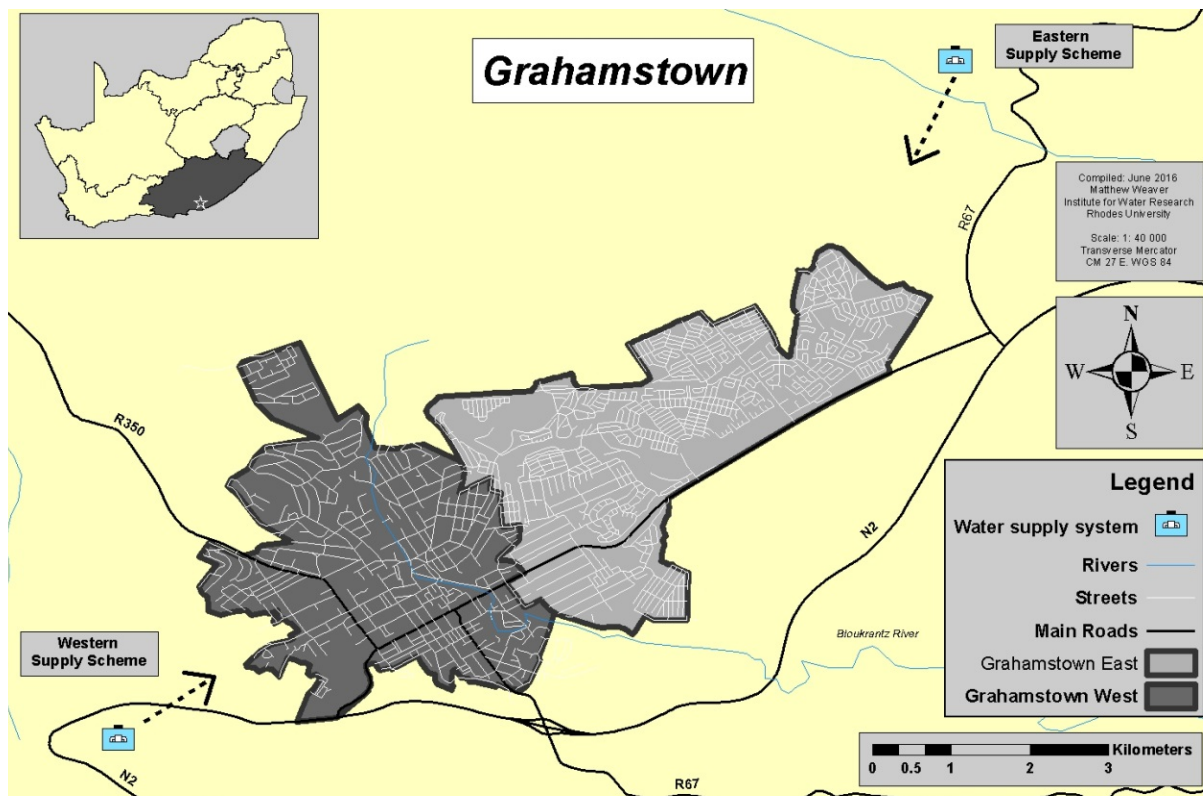 Grahamstown
Eastern
Supply Scheme
Compiled: June 2016
Matthew Weaver
Institute for Water Research
Rhodes University
Scale: 1: 40 000
Transverse Mercator
CM 27 E. WGS 84
R67
N
W E
S
R350
N2
Legend
Water supply system
Rivers
Streets
Main Roads
Grahamstown East
Grahamstown West
Bloukrantz River
Western
Supply Scheme
N2
R67
Kilometers
0 0.5 1 2 3